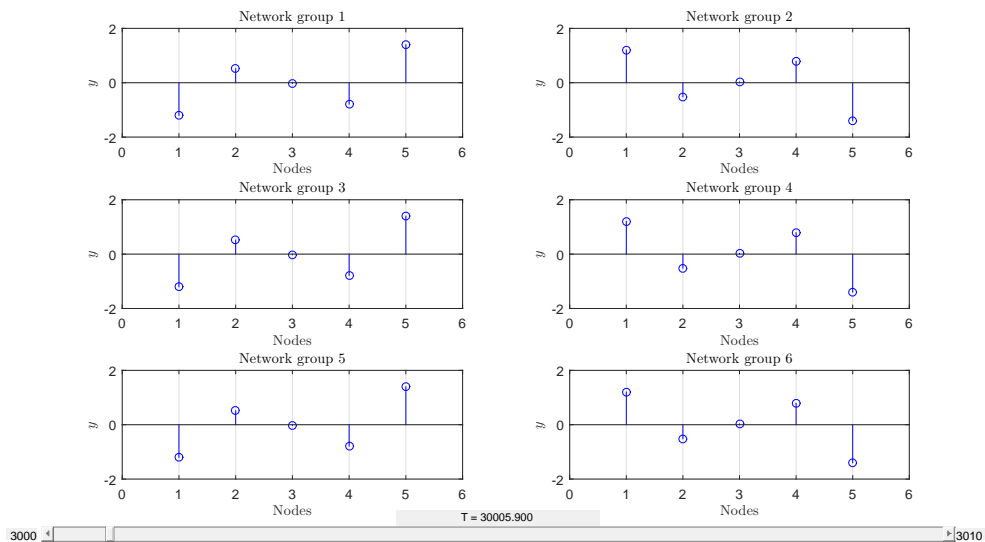 Network group 1
2
0
-2
y
0 1 2 3 4 5 6
Nodes
Network group 2
2
0
-2
y
0 1 2 3 4 5 6
Nodes
Network group 3
2
0
-2
y
0 1 2 3 4 5 6
Nodes
Network group 4
2
0
-2
y
0 1 2 3 4 5 6
Nodes
Network group 5
2
0
-2
y
0 1 2 3 4 5 6
Nodes
Network group 6
2
0
-2
y
0 1 2 3 4 5 6
Nodes
T = 30005.900
3000 3010